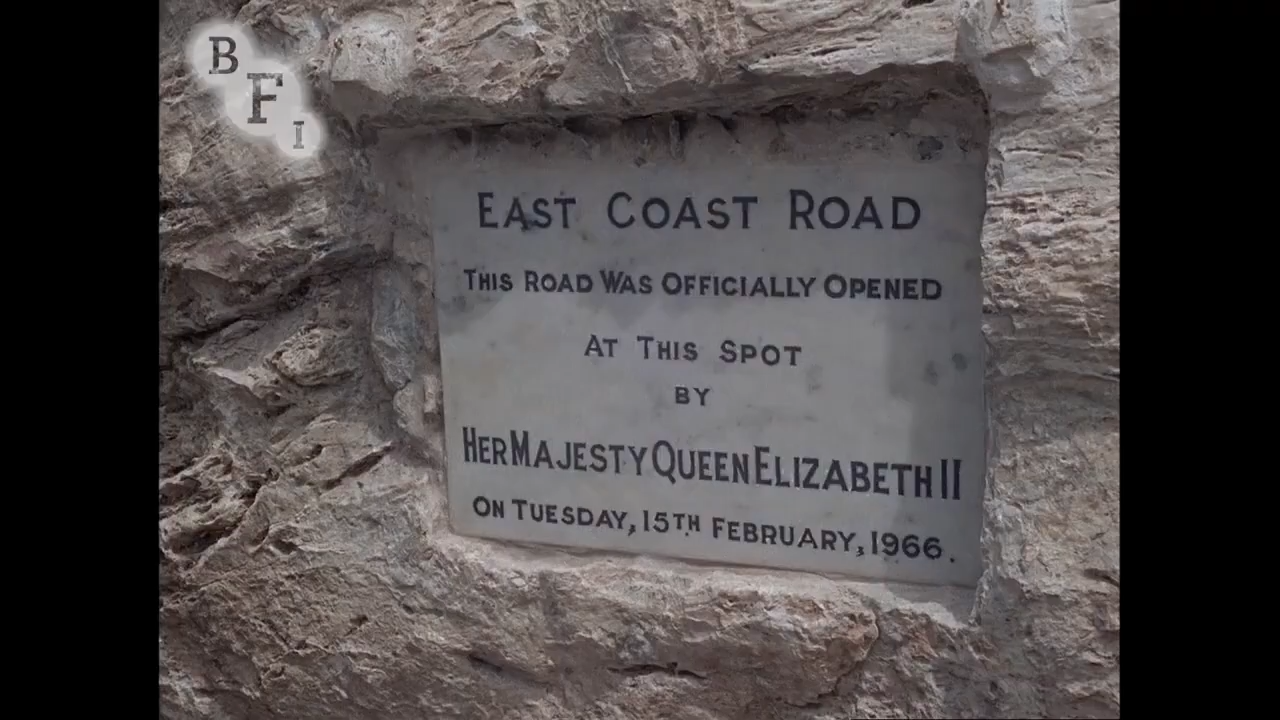 BFI
EAST COAST ROAD
THIS ROAD WAS OFFICIALLY OPENED
AT THIS SPOT
BY
HER MAJESTY QUEEN ELIZABETH II
ON TUESDAY, 15TH FEBRUARY, 1966.